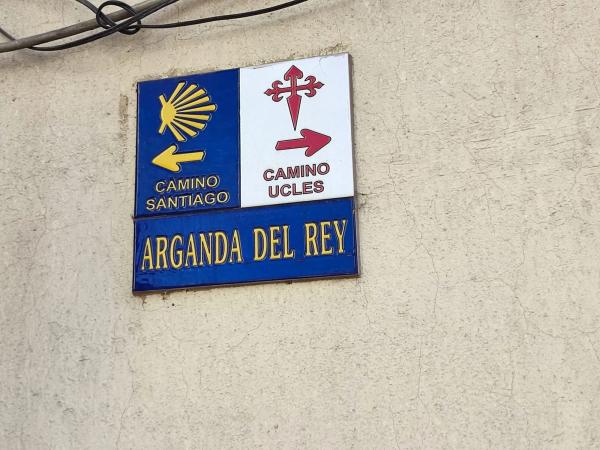 CAMINO
SANTIAGO
CAMINO
UCLES
ARGANDA DEL REY